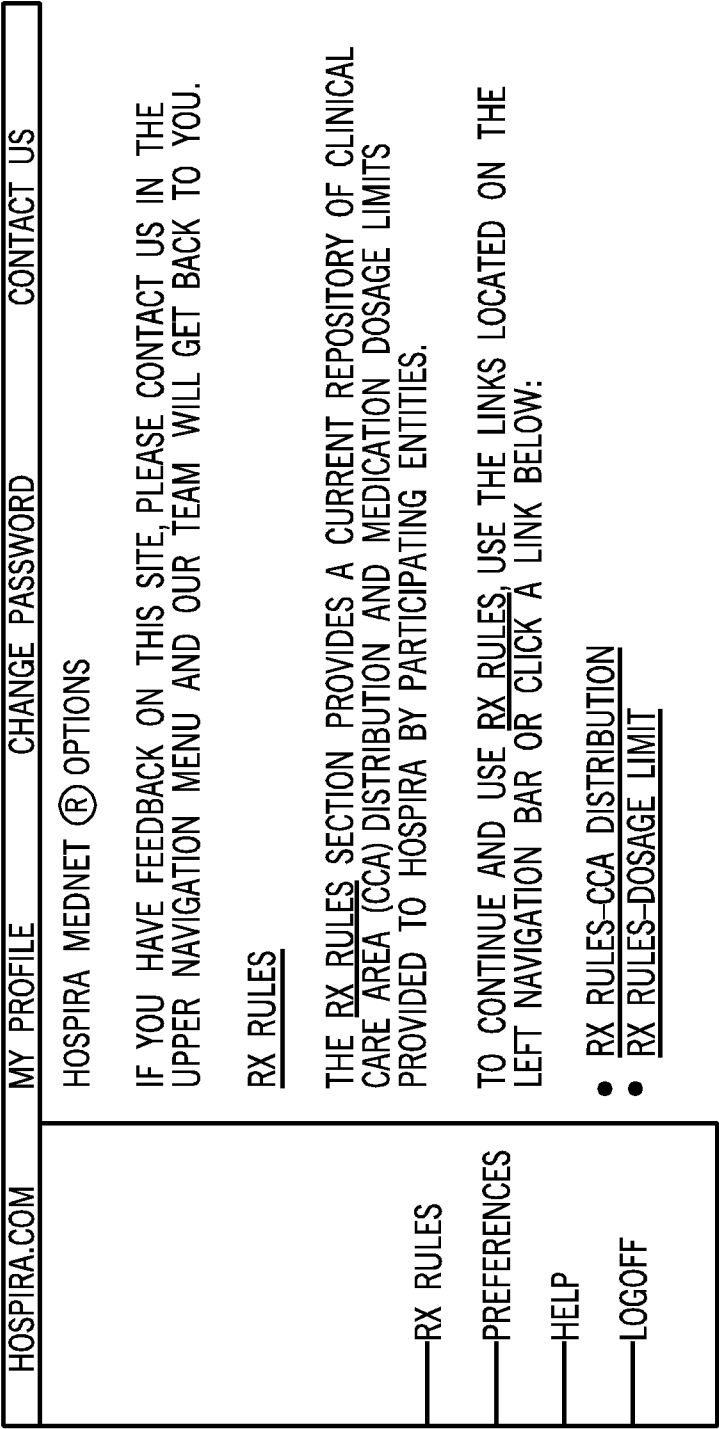 HOSPIRA.COM MY PROFILE CHANGE PASSWORD CONTACT US
RX RULES
PREFERENCES
HELP
LOGOFF
HOSPIRA MEDNET ® OPTIONS
IF YOU HAVE FEEDBACK ON THIS SITE, PLEASE CONTACT US IN THE
UPPER NAVIGATION MENU AND OUR TEAM WILL GET BACK TO YOU.
RX RULES
THE RX RULES SECTION PROVIDES A CURRENT REPOSITORY OF CLINICAL
CARE AREA (CCA) DISTRIBUTION AND MEDICATION DOSAGE LIMITS
PROVIDED TO HOSPIRA BY PARTICIPATING ENTITIES.
TO CONTINUE AND USE RX RULES, USE THE LINKS LOCATED ON THE
LEFT NAVIGATION BAR OR CLICK A LINK BELOW:
• RX RULES-CCA DISTRIBUTION
• RX RULES-DOSAGE LIMIT